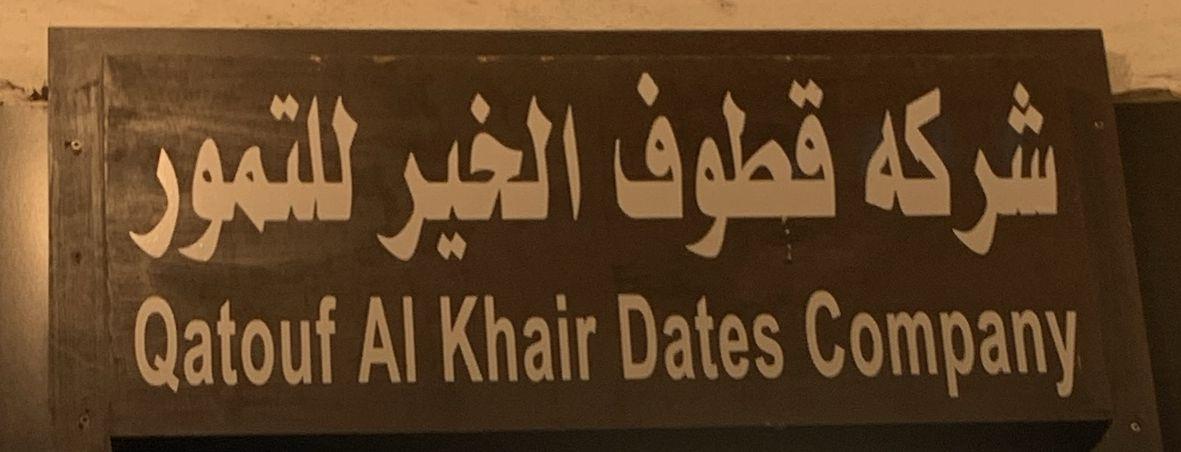 شركه قطوف الخير للتمور
Qatouf Al Khair Dates Company